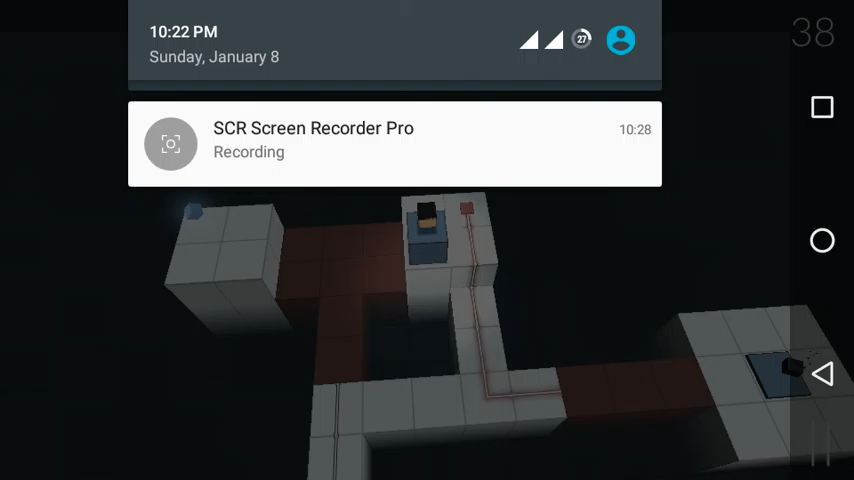 10:22 PM
Sunday, January 8
27
38
SCR Screen Recorder Pro
10:28
Recording